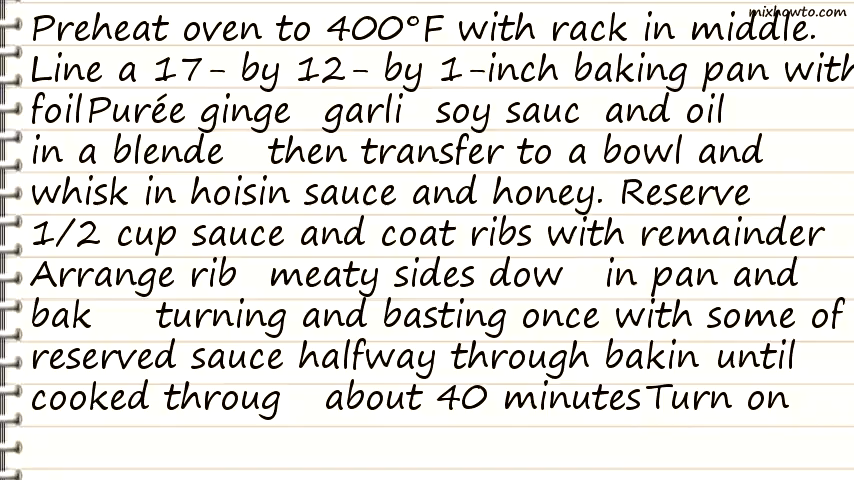 mixhowto.com
Preheat oven to 400°F with rack in middle.
Line a 17- by 12- by 1-inch baking pan with
foilPurée ginge garli soy sauc and oil
in a blende then transfer to a bowl and
whisk in hoisin sauce and honey. Reserve
1/2 cup sauce and coat ribs with remainder
Arrange rib meaty sides dow in pan and
bak turning and basting once with some of
reserved sauce halfway through bakin until
cooked throug about 40 minutesTurn on